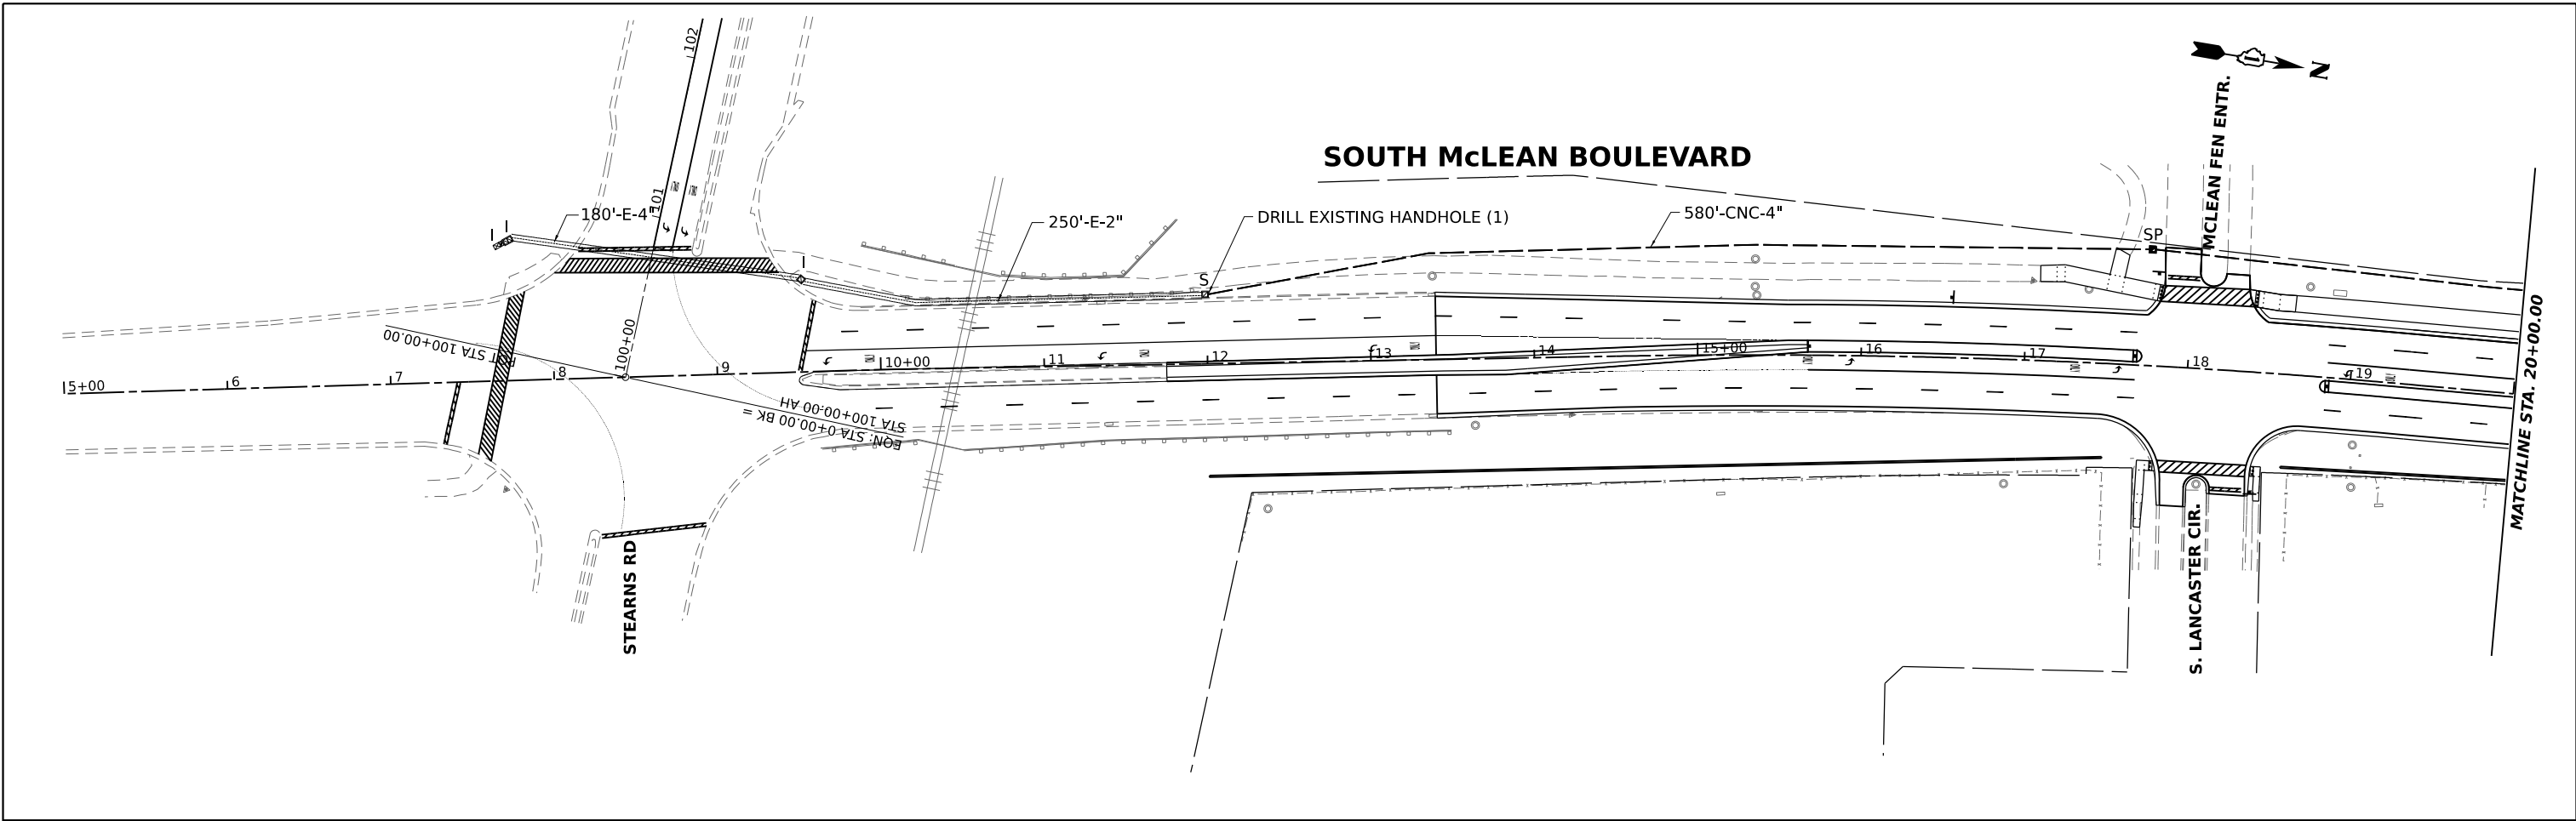 102
N
MCLEAN FEN ENTR.
SOUTH McLEAN BOULEVARD
101
180'-E-4"
250'-E-2"
DRILL EXISTING HANDHOLE (1)
580'-CNC-4"
I
I
I
S
SP
MATCHLINE STA. 20+00.00
5+00
6
7
8
9
10+00
11
12
13
14
15+00
16
17
18
19
100+00
POT STA 100+00.00
EQN: STA 0+00.00 BK =
STA 100+00.00 AH
STEARNS RD
S. LANCASTER CIR.